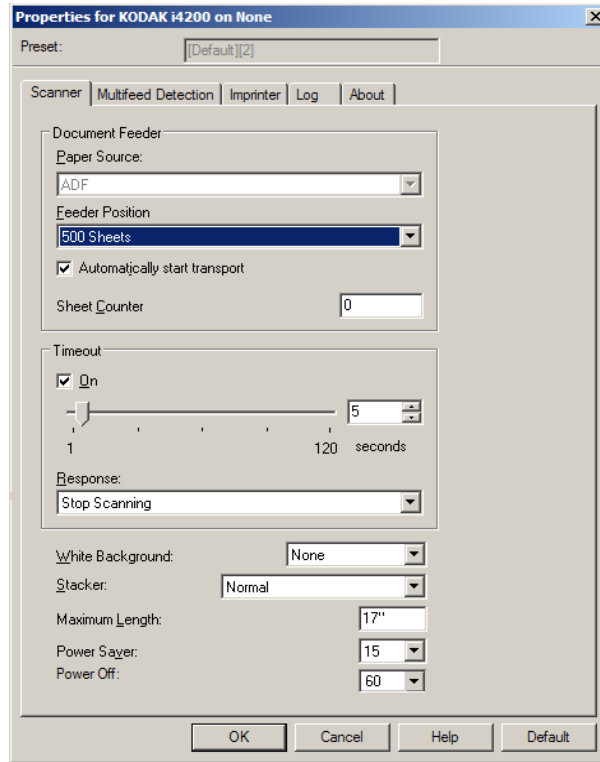 Properties for KODAK i4200 on None
Preset: [Default][2]
Scanner Multifeed Detection Imprinter Log About
Document Feeder
Paper Source:
ADF
Feeder Position
500 Sheets
Automatically start transport
Sheet Counter 0
Timeout
On
5
1 120 seconds
Response:
Stop Scanning
White Background: None
Stacker: Normal
Maximum Length: 17"
Power Saver: 15
Power Off: 60
OK Cancel Help Default